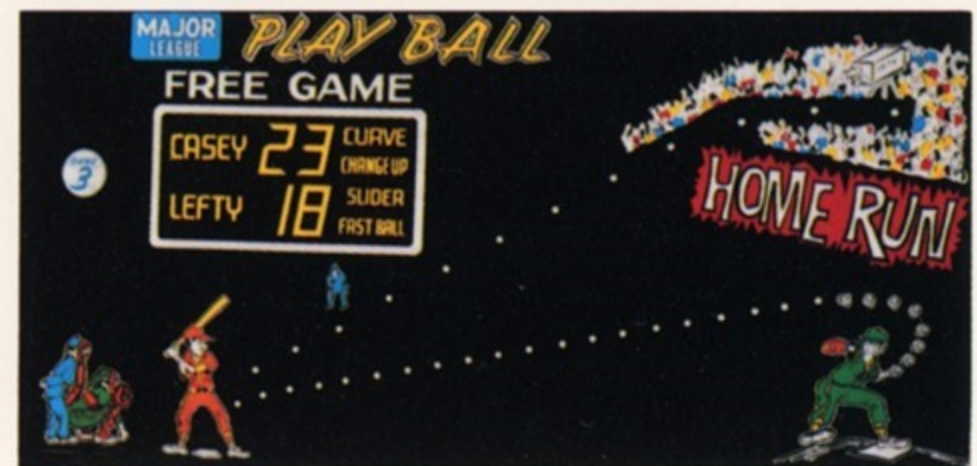 MAJOR
LEAGUE
PLAY BALL
FREE GAME
CASEY 23 CURVE
CHANGE UP
LEFTY 18 SLIDER
FAST BALL
3
HOME RUN